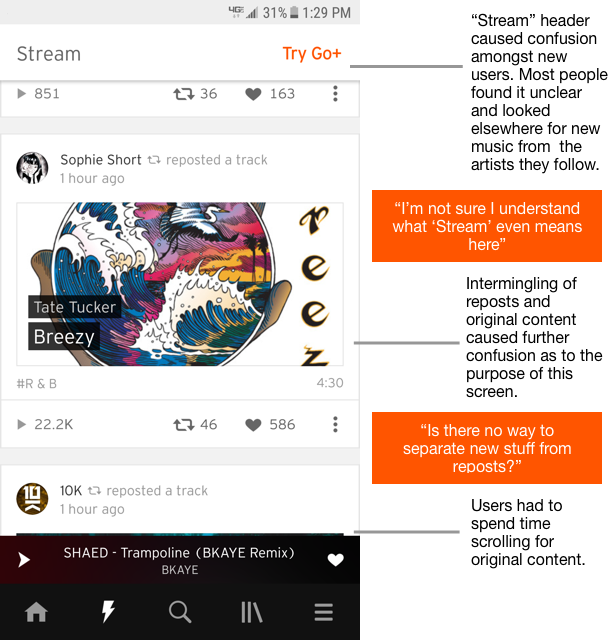 4G LTE 31% 1:29 PM
Stream
Try Go+
851
36
163
Sophie Short reposted a track
1 hour ago
reez
Tate Tucker
Breezy
#R & B
4:30
22.2K
46
586
10K
10K reposted a track
1 hour ago
SHAED - Trampoline (BKAYE Remix)
BKAYE
“Stream” header
caused confusion
amongst new
users. Most people
found it unclear
and looked
elsewhere for new
music from the
artists they follow.
“I’m not sure I understand
what ‘Stream’ even means
here”
Intermingling of
reposts and
original content
caused further
confusion as to the
purpose of this
screen.
“Is there no way to
separate new stuff from
reposts?”
Users had to
spend time
scrolling for
original content.